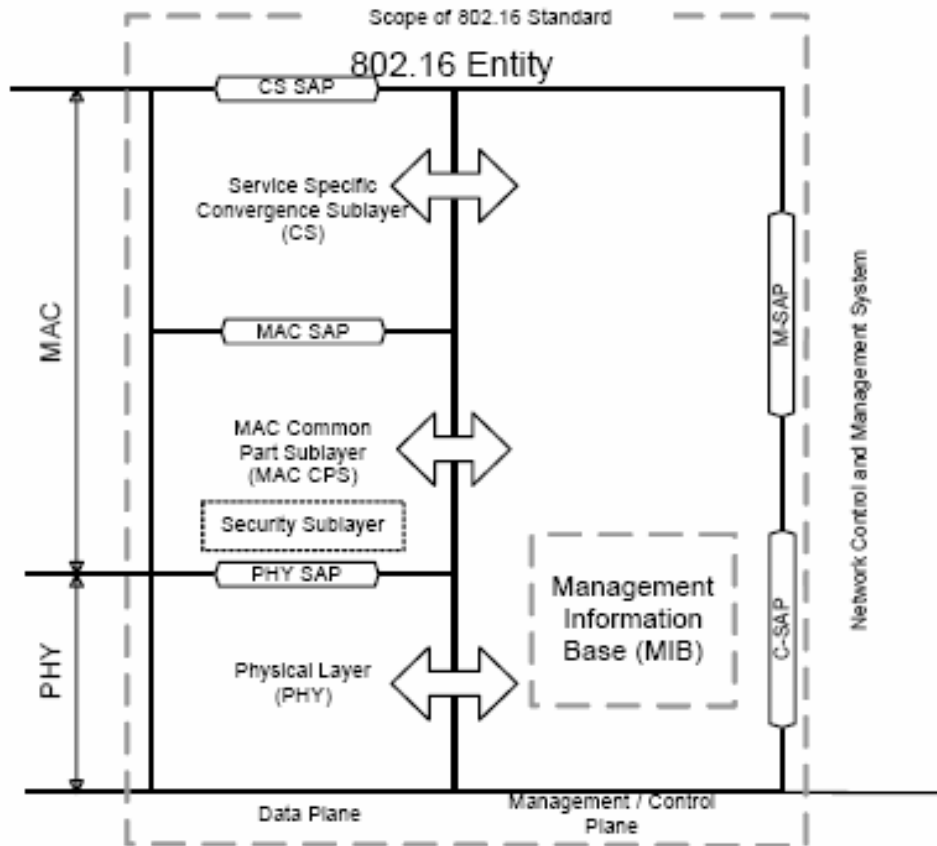 Scope of 802.16 Standard
802.16 Entity
CS SAP
Service Specific
Convergence Sublayer
(CS)
MAC SAP
MAC Common
Part Sublayer
(MAC CPS)
Security Sublayer
PHY SAP
Physical Layer
(PHY)
Data Plane
MAC
PHY
Management
Information
Base (MIB)
Management / Control
Plane
M-SAP
C-SAP
Network Control and Management System